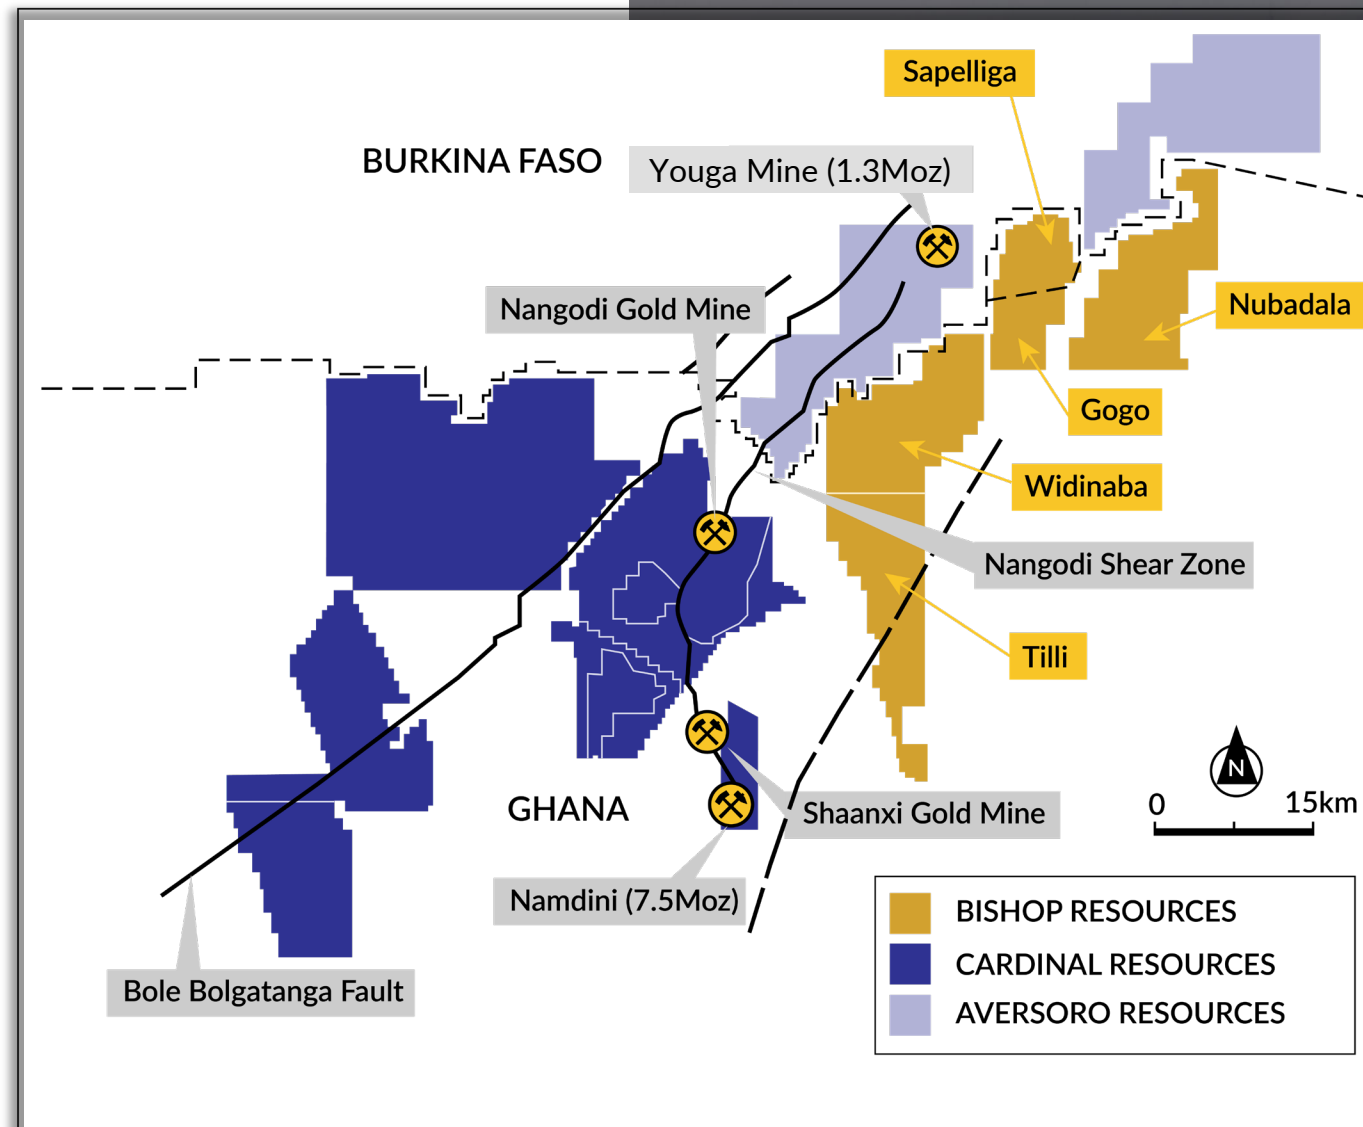 Sapelliga
BURKINA FASO
Youga Mine (1.3Moz)
Nangodi Gold Mine
Nubadala
Gogo
Widinaba
Nangodi Shear Zone
Tilli
N
0 15km
GHANA
Shaanxi Gold Mine
Namdini (7.5Moz)
Bole Bolgatanga Fault
BISHOP RESOURCES
CARDINAL RESOURCES
AVERSORO RESOURCES